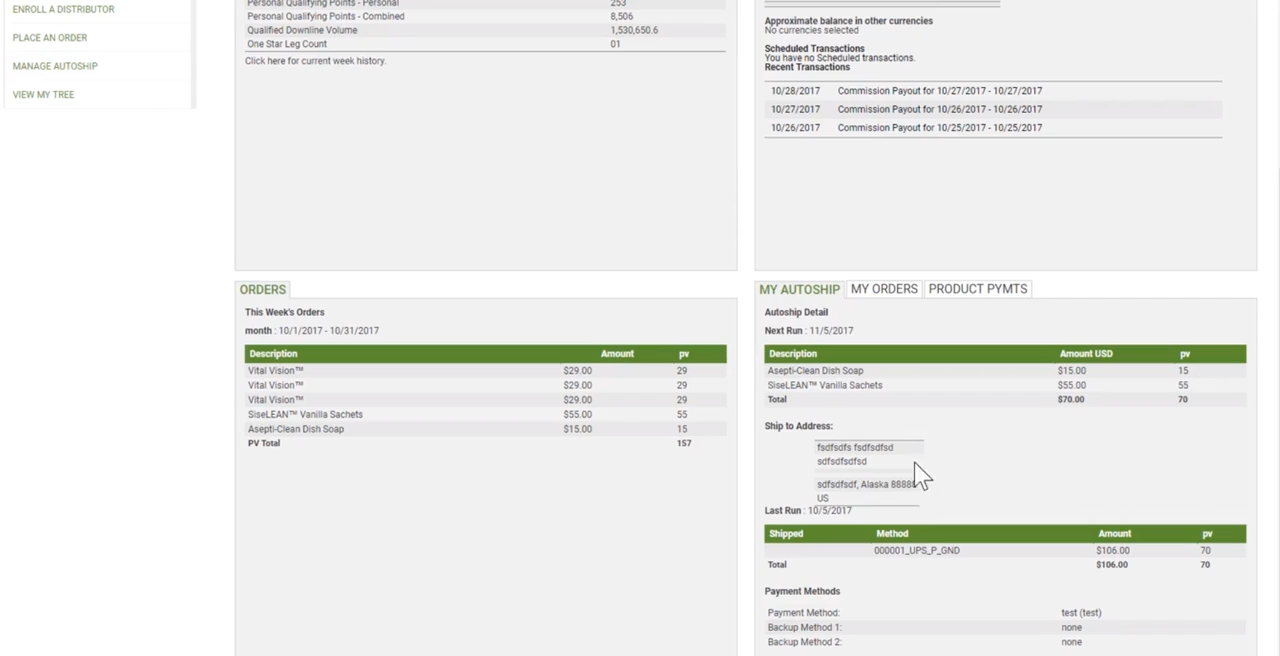 ENROLL A DISTRIBUTOR
PLACE AN ORDER
MANAGE AUTOSHIP
VIEW MY TREE
Personal Qualifying Points - Personal 253
Personal Qualifying Points - Combined 8,506
Qualified Downline Volume 1,530,650.6
One Star Leg Count 01
Click here for current week history.
Approximate balance in other currencies
No currencies selected
Scheduled Transactions
You have no Scheduled transactions.
Recent Transactions
10/28/2017 Commission Payout for 10/27/2017 - 10/27/2017
10/27/2017 Commission Payout for 10/26/2017 - 10/26/2017
10/26/2017 Commission Payout for 10/25/2017 - 10/25/2017
ORDERS
This Week's Orders
month : 10/1/2017 - 10/31/2017
Description Amount pv
Vital Vision™ $29.00 29
Vital Vision™ $29.00 29
Vital Vision™ $29.00 29
SiseLEAN™ Vanilla Sachets $55.00 55
Asepti-Clean Dish Soap $15.00 15
PV Total 157
MY AUTOSHIP MY ORDERS PRODUCT PYMTS
Autoship Detail
Next Run : 11/5/2017
Description Amount USD pv
Asepti-Clean Dish Soap $15.00 15
SiseLEAN™ Vanilla Sachets $55.00 55
Total $70.00 70
Ship to Address:
fsdfsdfs fsdfsdfsd
sdfsdfsdfsd
sdfsdfsdf, Alaska 88888
US
Last Run : 10/5/2017
Shipped Method Amount pv
000001_UPS_P_GND $106.00 70
Total $106.00 70
Payment Methods
Payment Method: test (test)
Backup Method 1: none
Backup Method 2: none